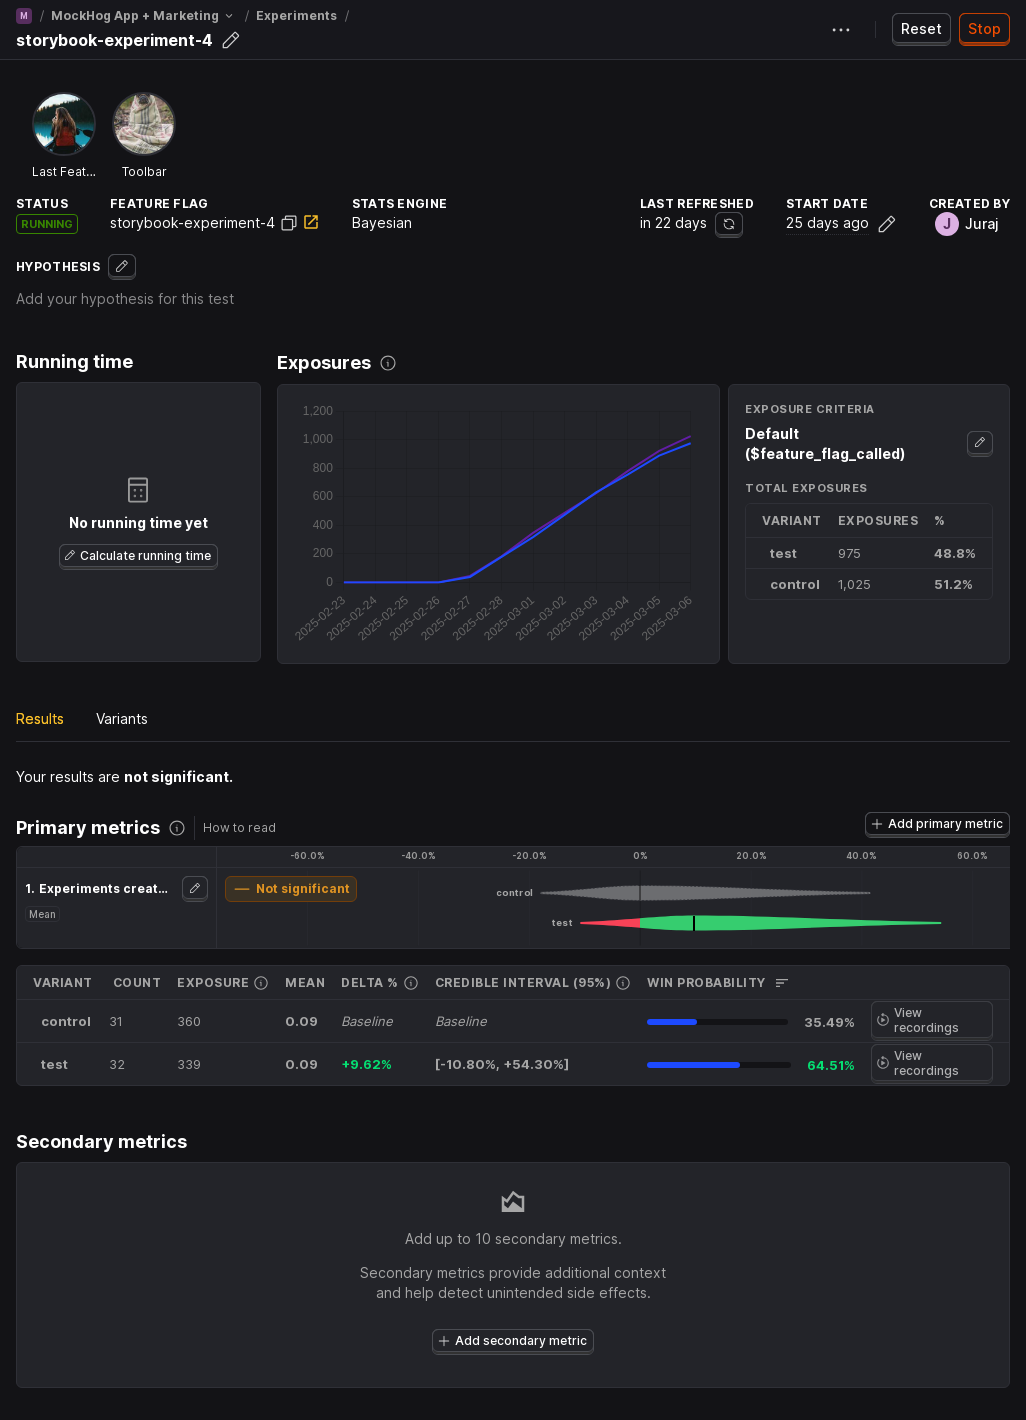 M / MockHog App + Marketing / Experiments /
storybook-experiment-4
Reset
Stop
Last Feat...
Toolbar
STATUS
RUNNING
FEATURE FLAG
storybook-experiment-4
STATS ENGINE
Bayesian
LAST REFRESHED
in 22 days
START DATE
25 days ago
CREATED BY
J Juraj
HYPOTHESIS
Add your hypothesis for this test
Running time
No running time yet
Calculate running time
Exposures
1,200
1,000
800
600
400
200
0
2025-02-23
2025-02-24
2025-02-25
2025-02-26
2025-02-27
2025-02-28
2025-03-01
2025-03-02
2025-03-03
2025-03-04
2025-03-05
2025-03-06
EXPOSURE CRITERIA
Default
($feature_flag_called)
TOTAL EXPOSURES
VARIANT EXPOSURES %
test 975 48.8%
control 1,025 51.2%
Results
Variants
Your results are not significant.
Primary metrics
How to read
Add primary metric
-60.0% -40.0% -20.0% 0% 20.0% 40.0% 60.0%
1. Experiments creat...
Mean
Not significant
control
test
VARIANT COUNT EXPOSURE MEAN DELTA % CREDIBLE INTERVAL (95%) WIN PROBABILITY
control 31 360 0.09 Baseline Baseline 35.49% View recordings
test 32 339 0.09 +9.62% [-10.80%, +54.30%] 64.51% View recordings
Secondary metrics
Add up to 10 secondary metrics.
Secondary metrics provide additional context
and help detect unintended side effects.
Add secondary metric